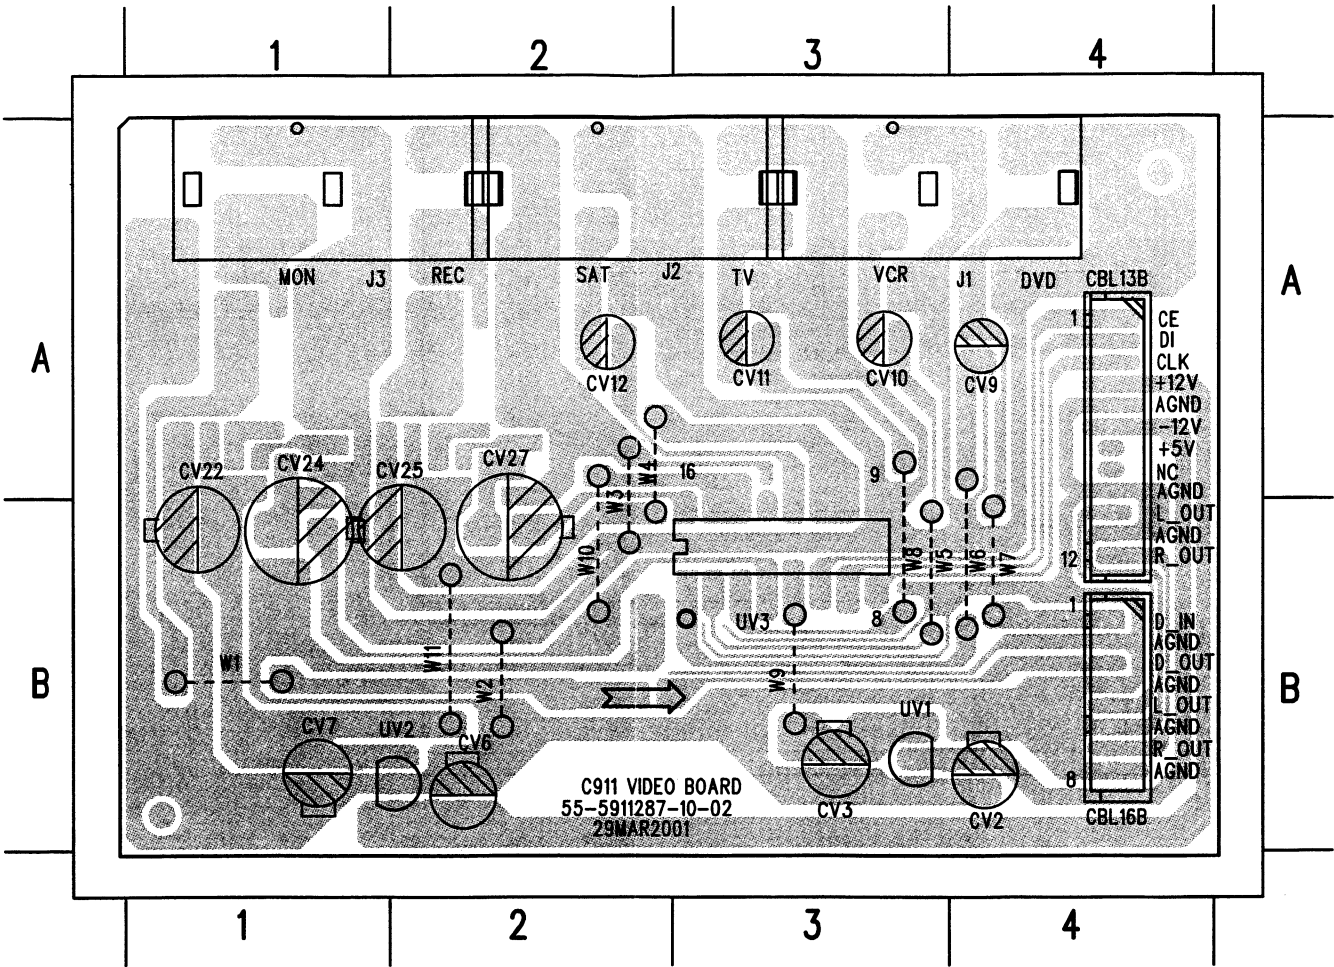 1 2 3 4
MON J3 REC SAT J2 TV VCR J1 DVD CBL13B
A
A
1
CE
DI
CLK
+12V
AGND
-12V
+5V
NC
AGND
L_OUT
AGND
R_OUT
12
CV12 CV11 CV10 CV9
CV22 CV24 CV25 CV27
W3 W4 16 9
W10 W8 W5 W6 W7
UV3 8
1
D_IN
AGND
D_OUT
AGND
L_OUT
AGND
R_OUT
AGND
8
B
B
W1 W11 W2 W9
CV7 UV2 CV6 UV1
CV3 CV2 CBL16B
C911 VIDEO BOARD
55-5911287-10-02
29MAR2001
1 2 3 4